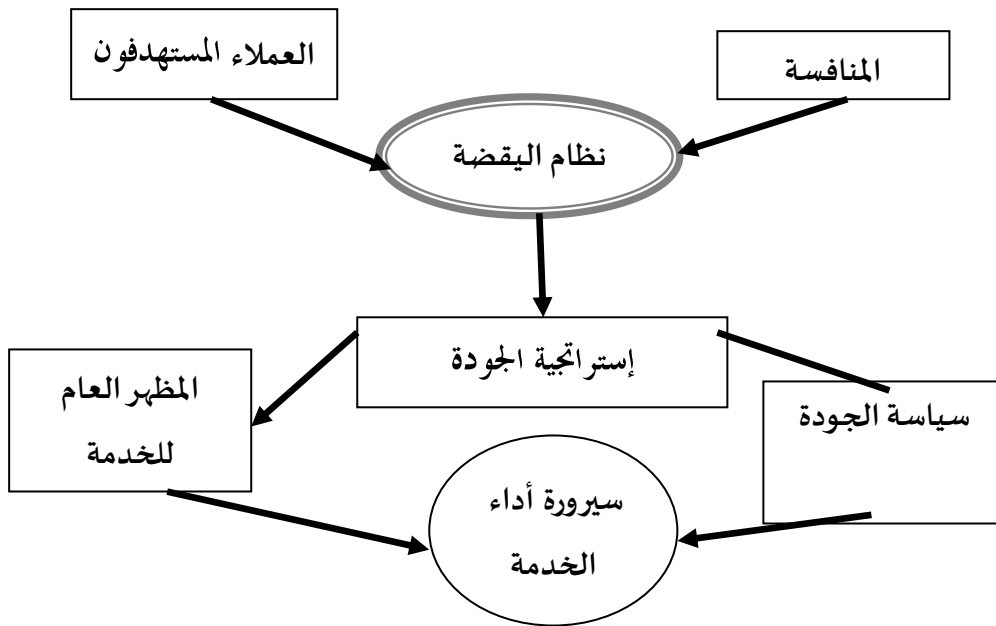 العملاء المستهدفون
المنافسة
نظام اليقضة
إستراتجية الجودة
المظهر العام
للخدمة
سياسة الجودة
سيرورة أداء
الخدمة